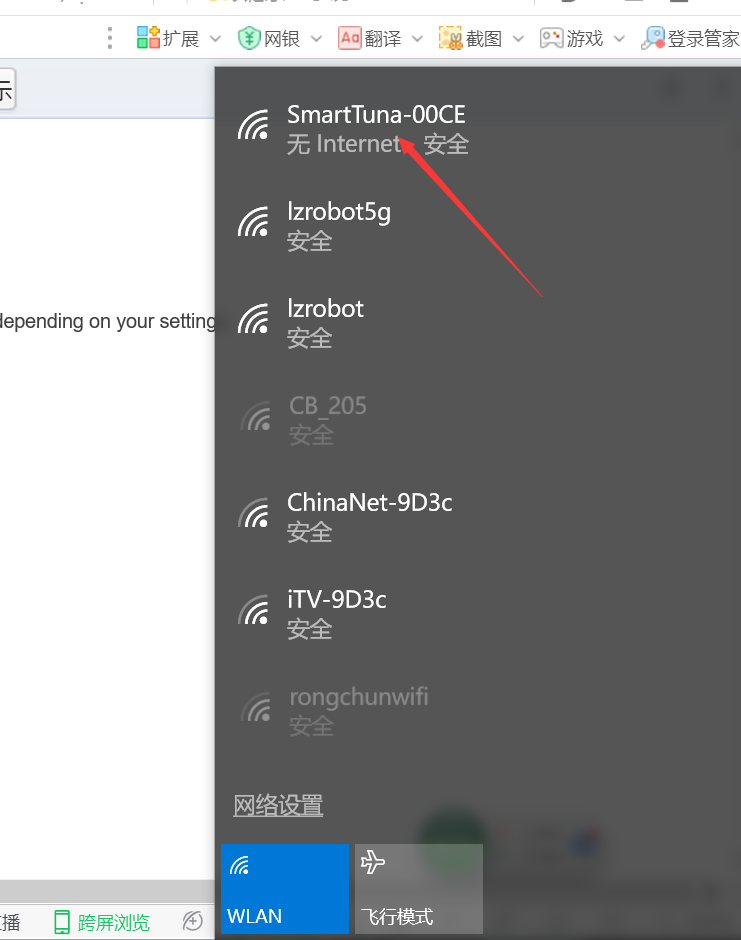 扩展
网银
Aa 翻译
截图
游戏
登录管家
示
SmartTuna-00CE
无 Internet，安全
lzrobot5g
安全
depending on your setting
lzrobot
安全
CB_205
安全
ChinaNet-9D3c
安全
iTV-9D3c
安全
rongchunwifi
安全
网络设置
WLAN
飞行模式
播
跨屏浏览